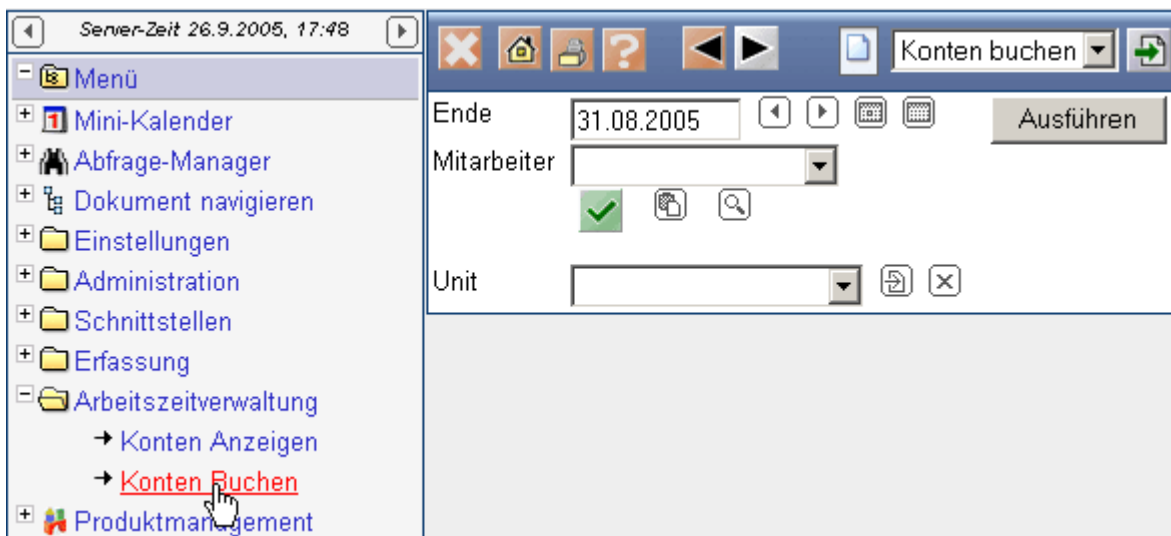 Server-Zeit 26.9.2005, 17:48
Menü
Mini-Kalender
Abfrage-Manager
Dokument navigieren
Einstellungen
Administration
Schnittstellen
Erfassung
Arbeitszeitverwaltung
Konten Anzeigen
Konten Buchen
Produktmanagement
Konten buchen
Ende 31.08.2005 Ausführen
Mitarbeiter
Unit